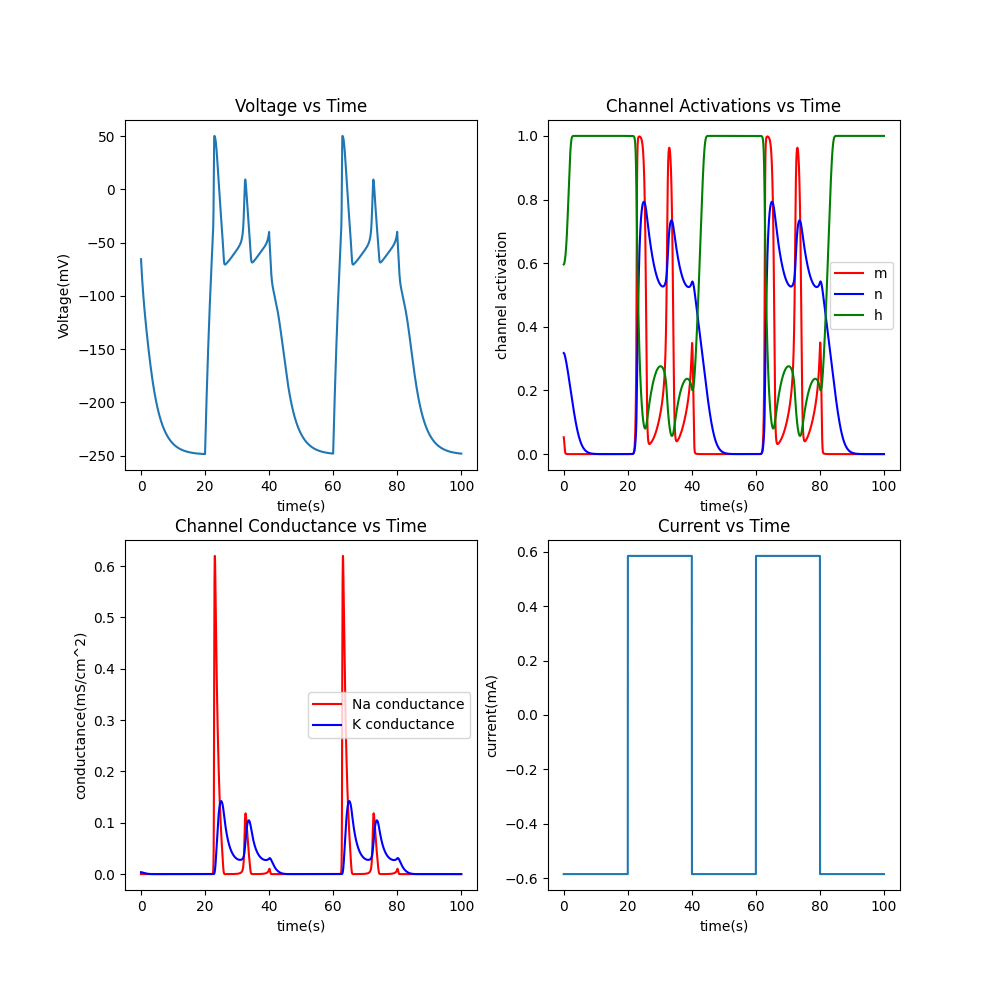 Voltage vs Time
Voltage(mV)
50
0
−50
−100
−150
−200
−250
0 20 40 60 80 100
time(s)
Channel Activations vs Time
channel activation
1.0
0.8
0.6
0.4
0.2
0.0
m
n
h
0 20 40 60 80 100
time(s)
Channel Conductance vs Time
conductance(mS/cm^2)
0.6
0.5
0.4
0.3
0.2
0.1
0.0
Na conductance
K conductance
0 20 40 60 80 100
time(s)
Current vs Time
current(mA)
0.6
0.4
0.2
0.0
−0.2
−0.4
−0.6
0 20 40 60 80 100
time(s)